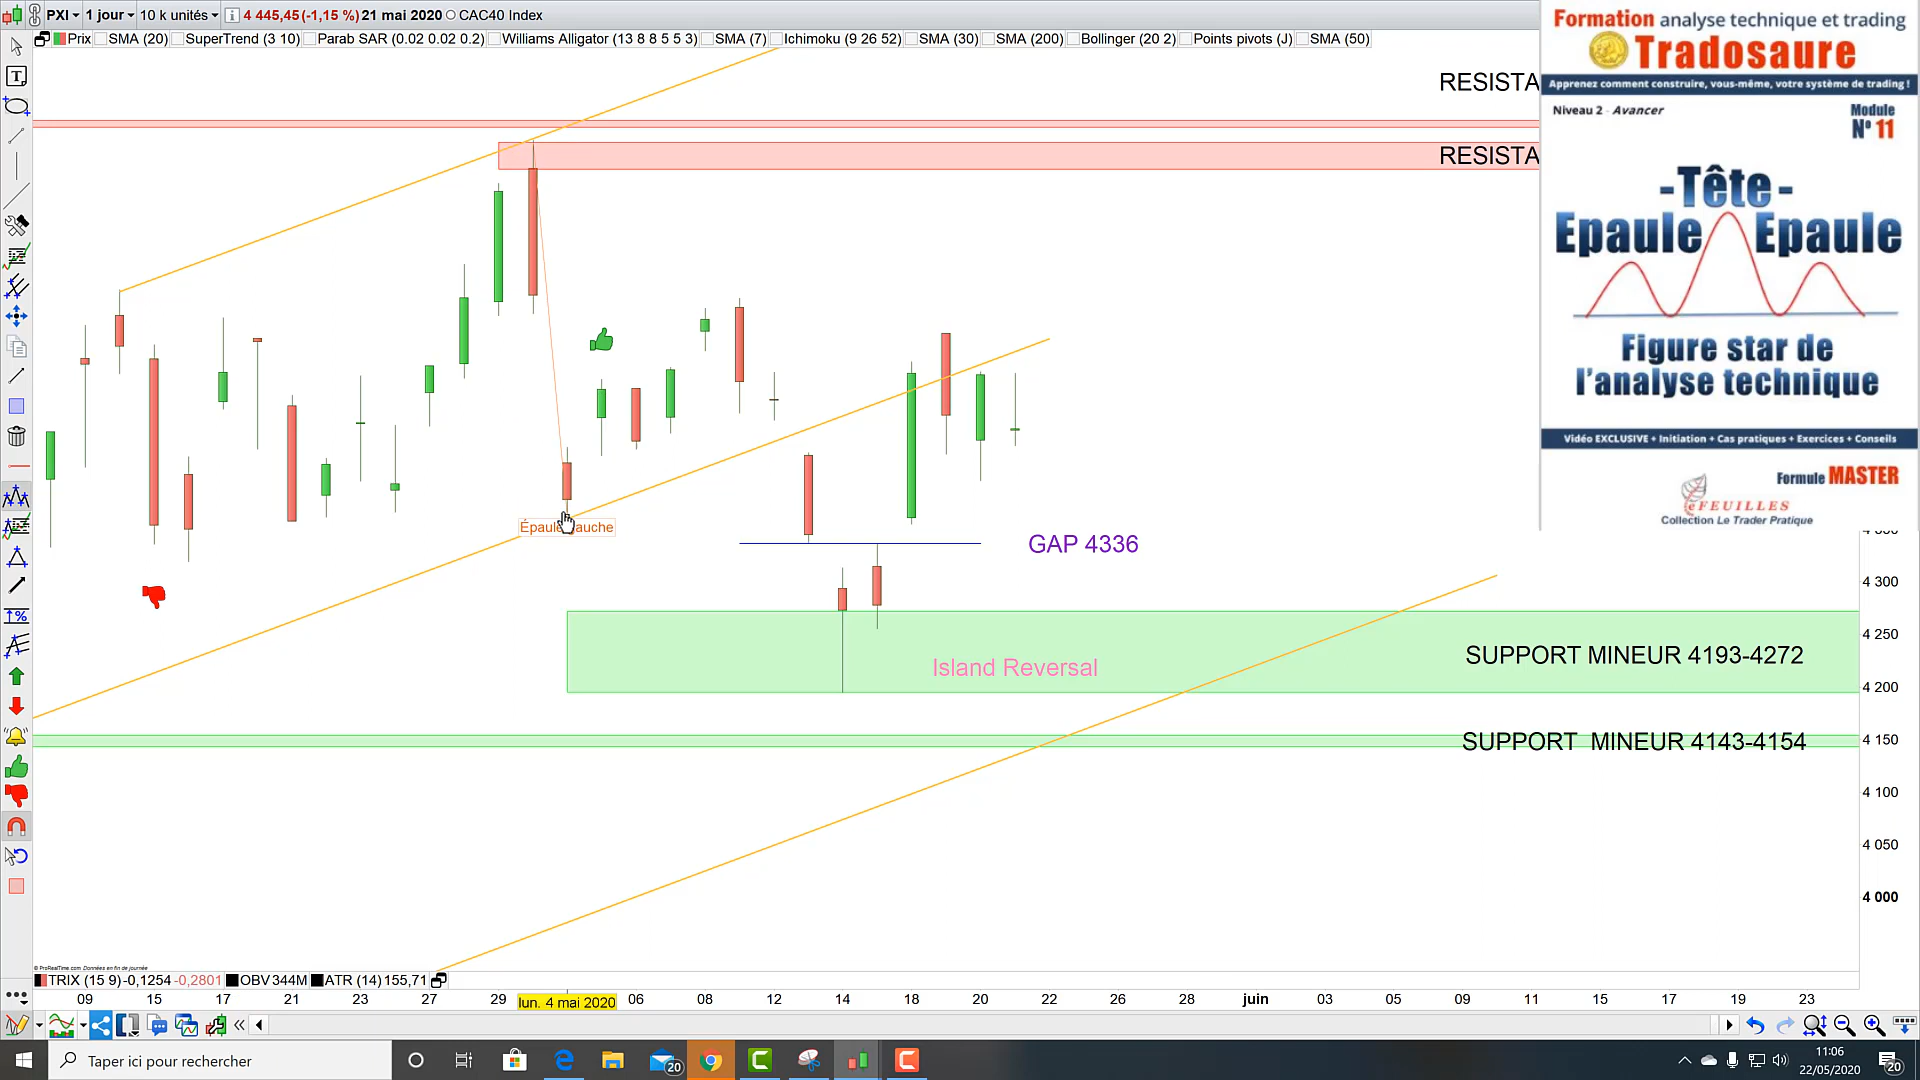 PXI 1 jour 10 k unités 4 445,45 (-1,15 %) 21 mai 2020 CAC40 Index
Prix SMA (20) SuperTrend (3 10) Parab SAR (0.02 0.02 0.2) Williams Alligator (13 8 8 5 5 3) SMA (7) Ichimoku (9 26 52) SMA (30) SMA (200) Bollinger (20 2) Points pivots (J) SMA (50)
Formation analyse technique et trading
Tradosaure
Apprenez comment construire, vous-même, votre système de trading !
Niveau 2 - Avancer
Module
N° 11
-Tête-
Epaule Epaule
Figure star de
l'analyse technique
Vidéo EXCLUSIVE + Initiation + Cas pratiques + Exercices + Conseils
Formule MASTER
eFEUILLES
Collection Le Trader Pratique
RESISTA
RESISTA
GAP 4336
Island Reversal
SUPPORT MINEUR 4193-4272
SUPPORT MINEUR 4143-4154
4 300
4 250
4 200
4 150
4 100
4 050
4 000
© ProRealTime.com Données en fin de journée
TRIX (15 9) -0,1254 -0,2801 OBV 344M ATR (14) 155,71
09 15 17 21 23 27 29 lun. 4 mai 2020 06 08 12 14 18 20 22 26 28 juin 03 05 09 11 15 17 19 23
Taper ici pour rechercher
20
11:06
22/05/2020
20